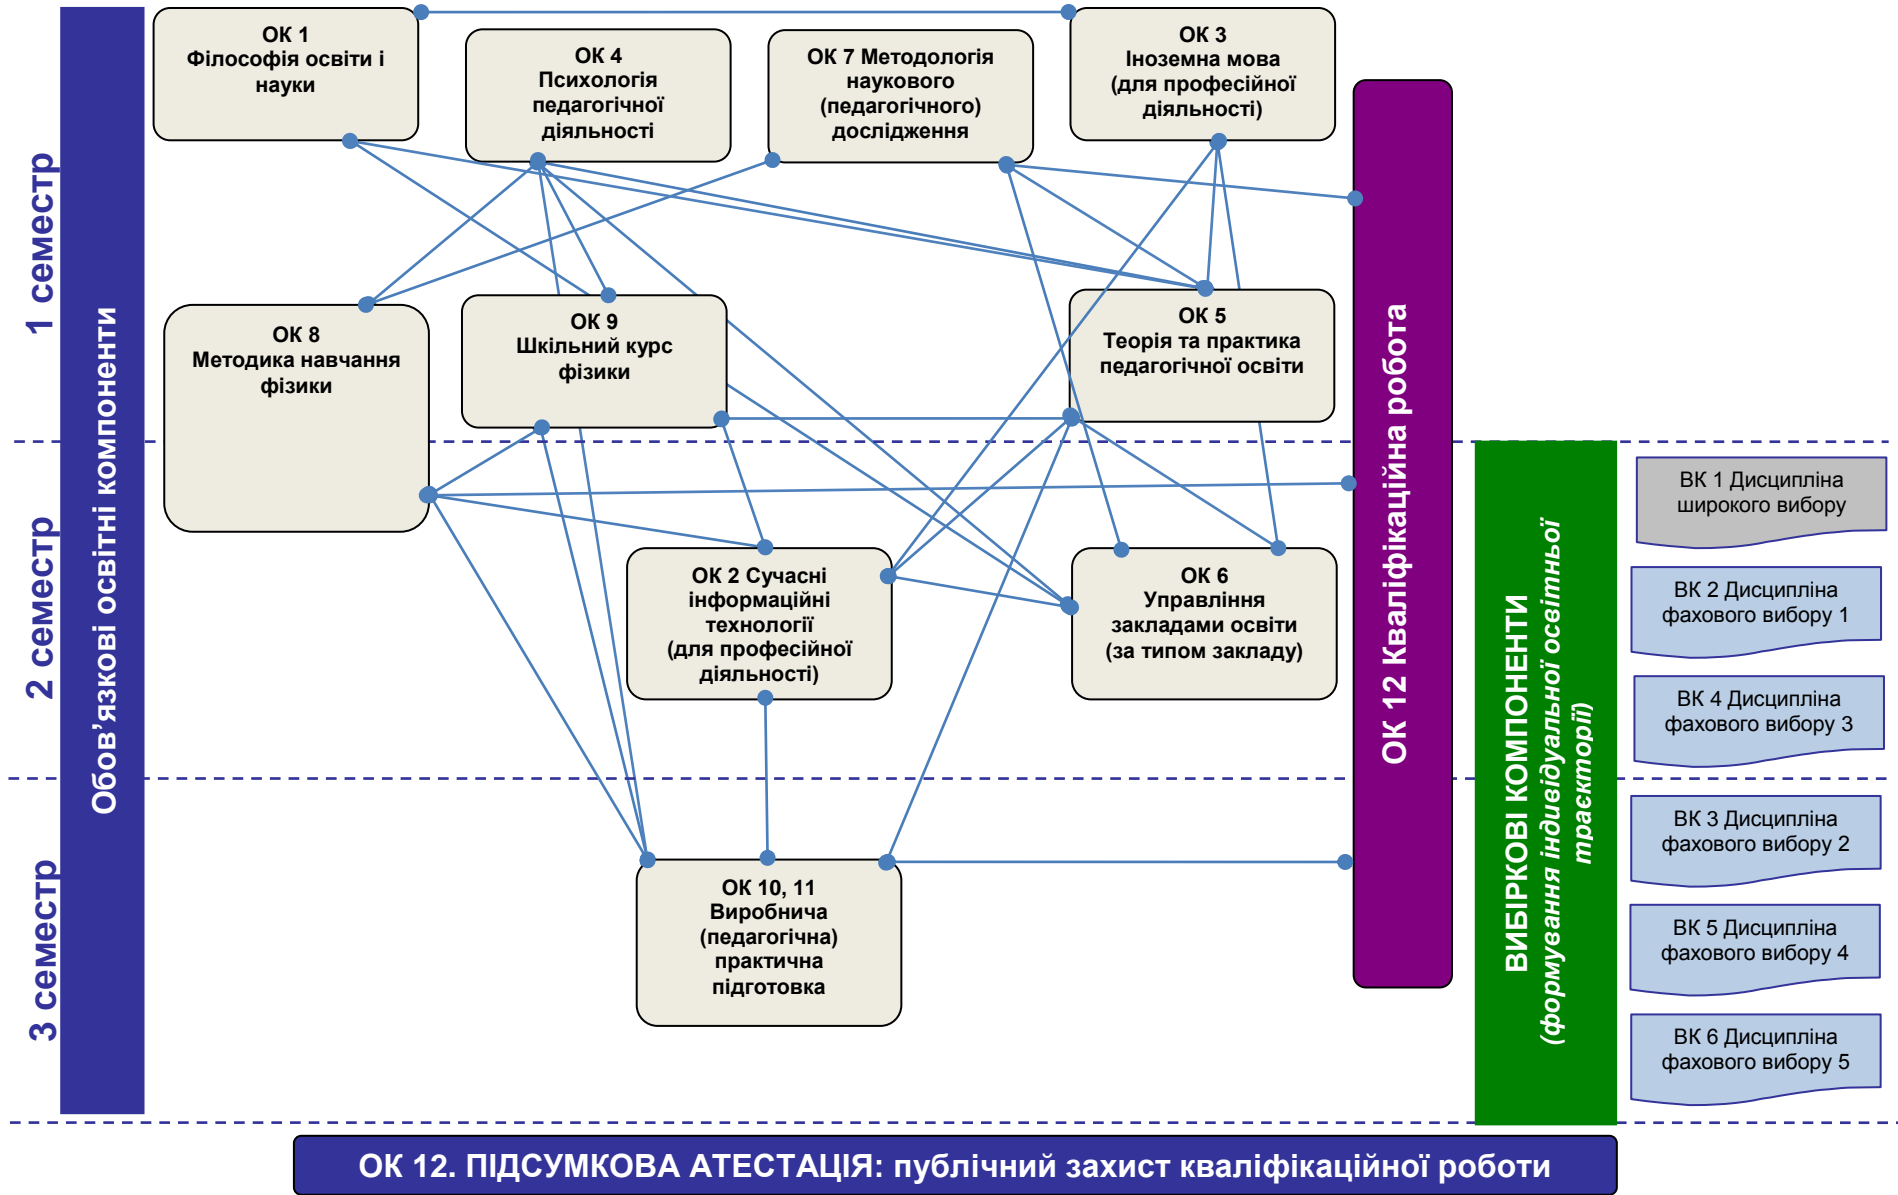 1 семестр
2 семестр
3 семестр
Обов’язкові освітні компоненти
ОК 1
Філософія освіти і
науки
ОК 4
Психологія
педагогічної
діяльності
ОК 7 Методологія
наукового
(педагогічного)
дослідження
ОК 3
Іноземна мова
(для професійної
діяльності)
ОК 8
Методика навчання
фізики
ОК 9
Шкільний курс
фізики
ОК 5
Теорія та практика
педагогічної освіти
ОК 2 Сучасні
інформаційні
технології
(для професійної
діяльності)
ОК 6
Управління
закладами освіти
(за типом закладу)
ОК 10, 11
Виробнича
(педагогічна)
практична
підготовка
ОК 12 Кваліфікаційна робота
ВИБІРКОВІ КОМПОНЕНТИ
(формування індивідуальної освітньої
траєкторії)
ВК 1 Дисципліна
широкого вибору
ВК 2 Дисципліна
фахового вибору 1
ВК 4 Дисципліна
фахового вибору 3
ВК 3 Дисципліна
фахового вибору 2
ВК 5 Дисципліна
фахового вибору 4
ВК 6 Дисципліна
фахового вибору 5
ОК 12. ПІДСУМКОВА АТЕСТАЦІЯ: публічний захист кваліфікаційної роботи